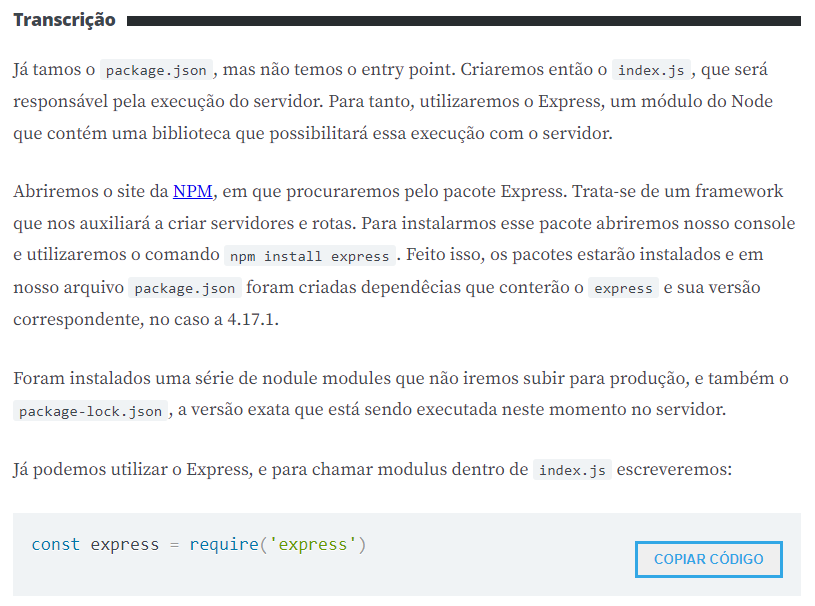 Transcrição
Já tamos o package.json, mas não temos o entry point. Criaremos então o index.js, que será
responsável pela execução do servidor. Para tanto, utilizaremos o Express, um módulo do Node
que contém uma biblioteca que possibilitará essa execução com o servidor.
Abriremos o site da NPM, em que procuraremos pelo pacote Express. Trata-se de um framework
que nos auxiliará a criar servidores e rotas. Para instalarmos esse pacote abriremos nosso console
e utilizaremos o comando npm install express. Feito isso, os pacotes estarão instalados e em
nosso arquivo package.json foram criadas dependêcias que conterão o express e sua versão
correspondente, no caso a 4.17.1.
Foram instalados uma série de nodule modules que não iremos subir para produção, e também o
package-lock.json, a versão exata que está sendo executada neste momento no servidor.
Já podemos utilizar o Express, e para chamar modulus dentro de index.js escreveremos:
const express = require('express')
COPIAR CÓDIGO